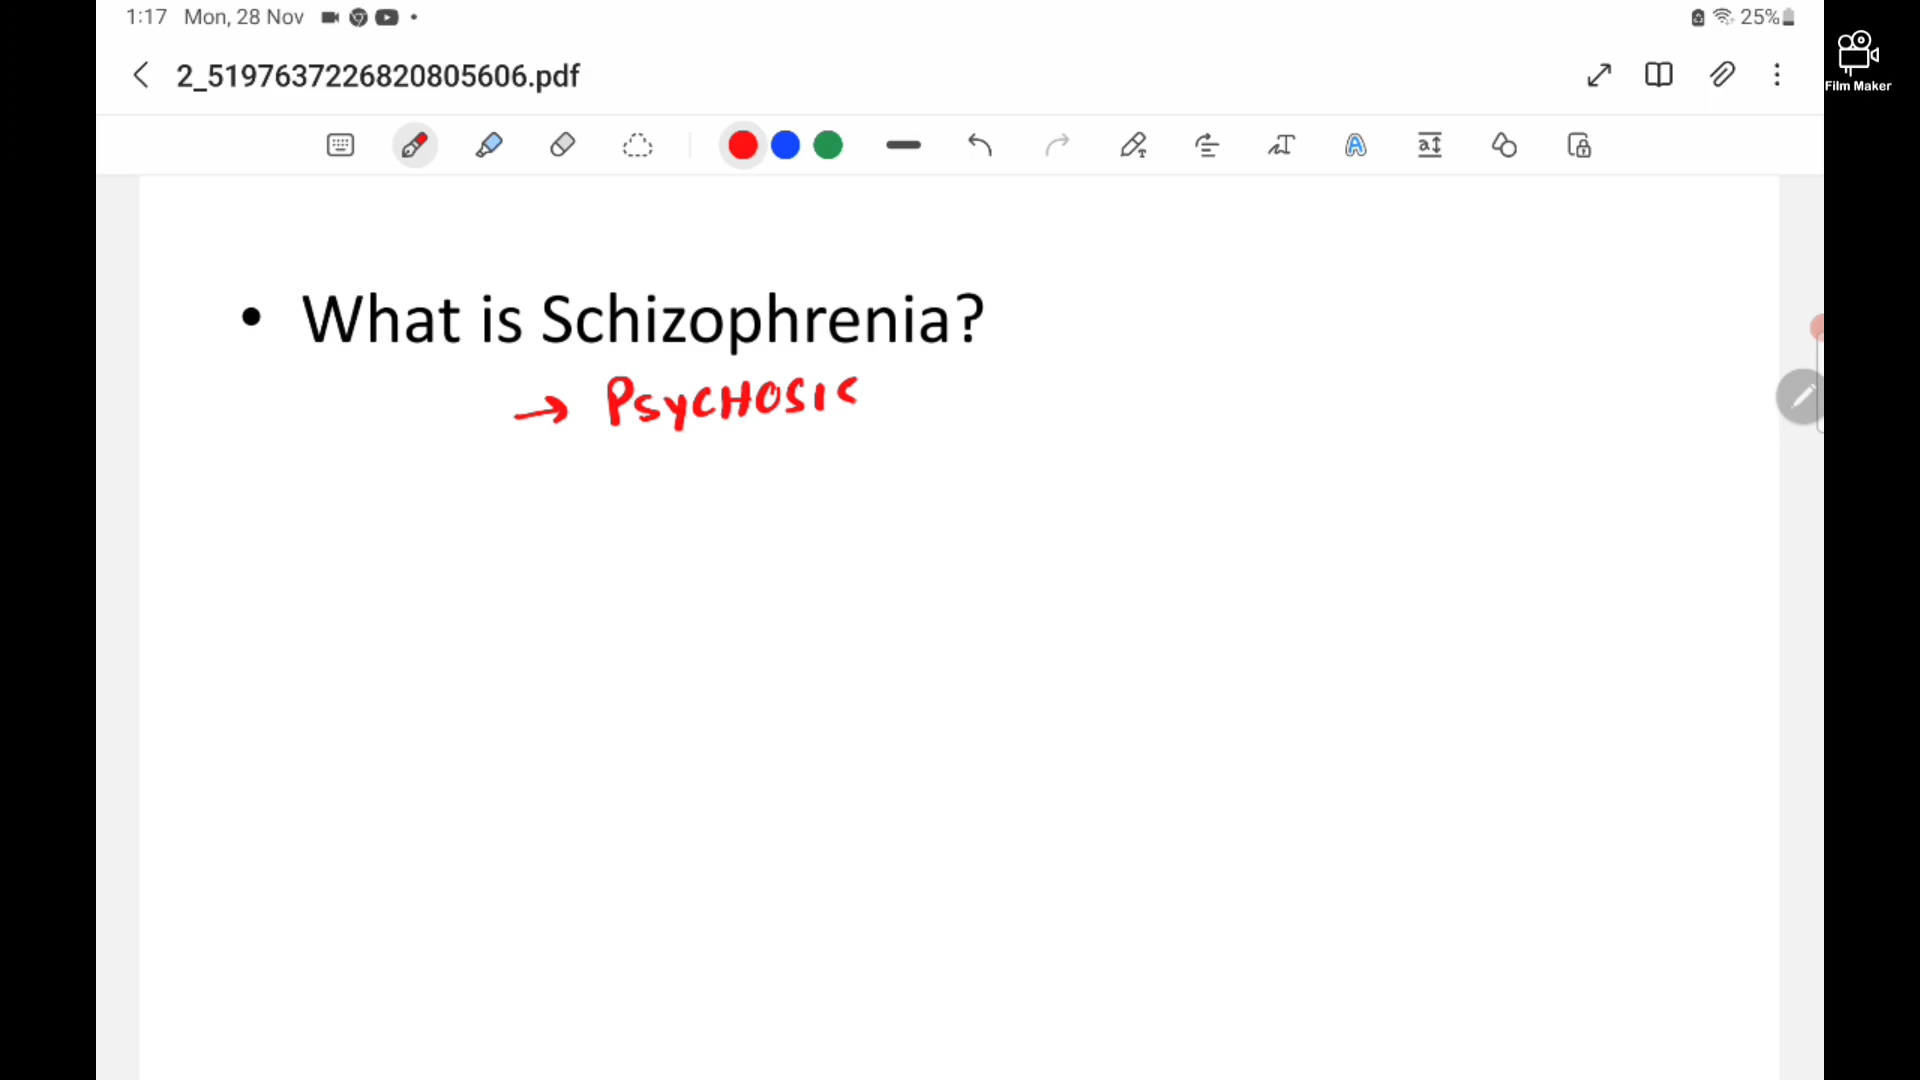 1:17 Mon, 28 Nov 25%
Film Maker
2_5197637226820805606.pdf
• What is Schizophrenia?
→ PSYCHOSIS